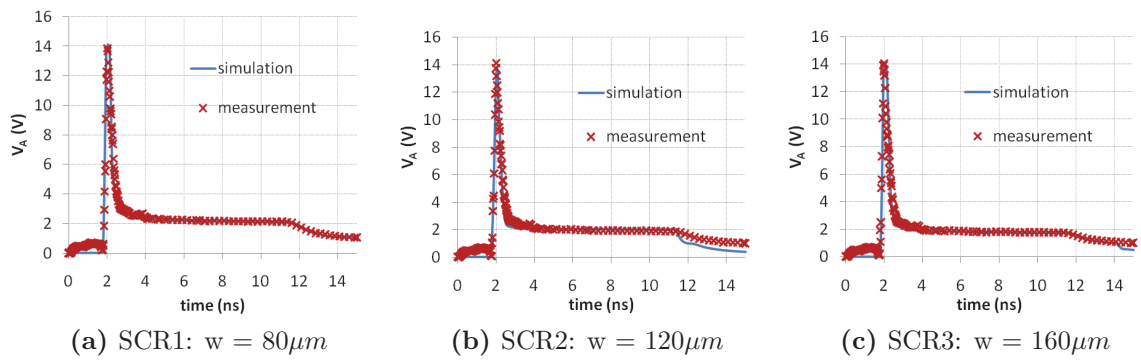 16
14
12
10
8
6
4
2
0
V_A (V)
simulation
measurement
0 2 4 6 8 10 12 14
time (ns)
(a) SCR1: w = 80μm
16
14
12
10
8
6
4
2
0
V_A (V)
simulation
measurement
0 2 4 6 8 10 12 14
time (ns)
(b) SCR2: w = 120μm
16
14
12
10
8
6
4
2
0
V_A (V)
simulation
measurement
0 2 4 6 8 10 12 14
time (ns)
(c) SCR3: w = 160μm